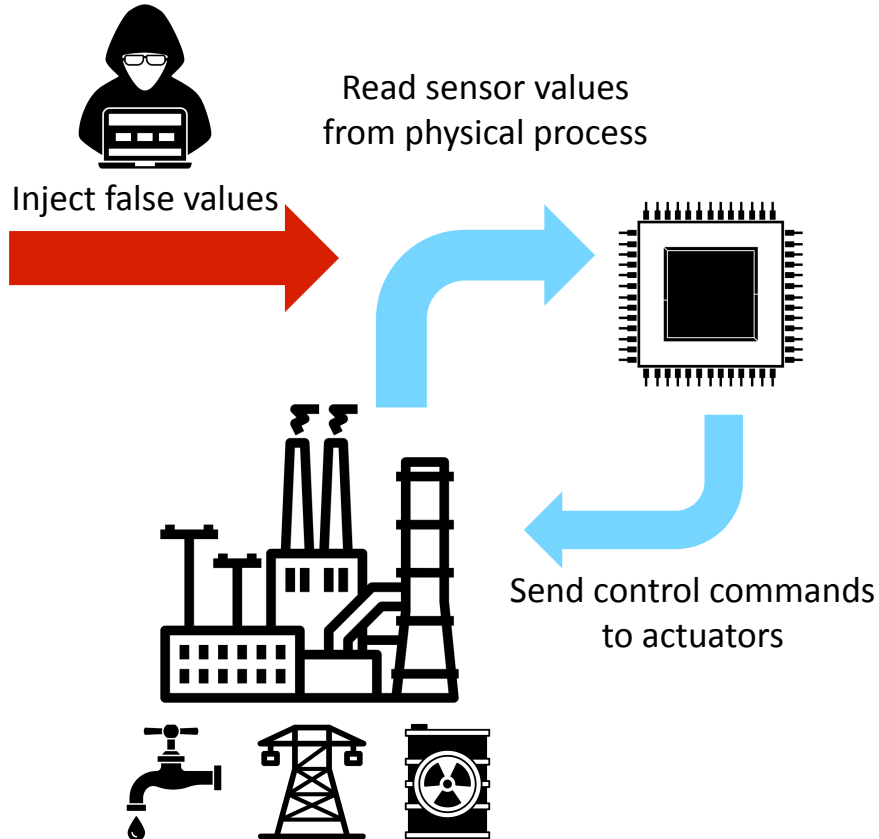 Read sensor values
from physical process
Inject false values
Send control commands
to actuators